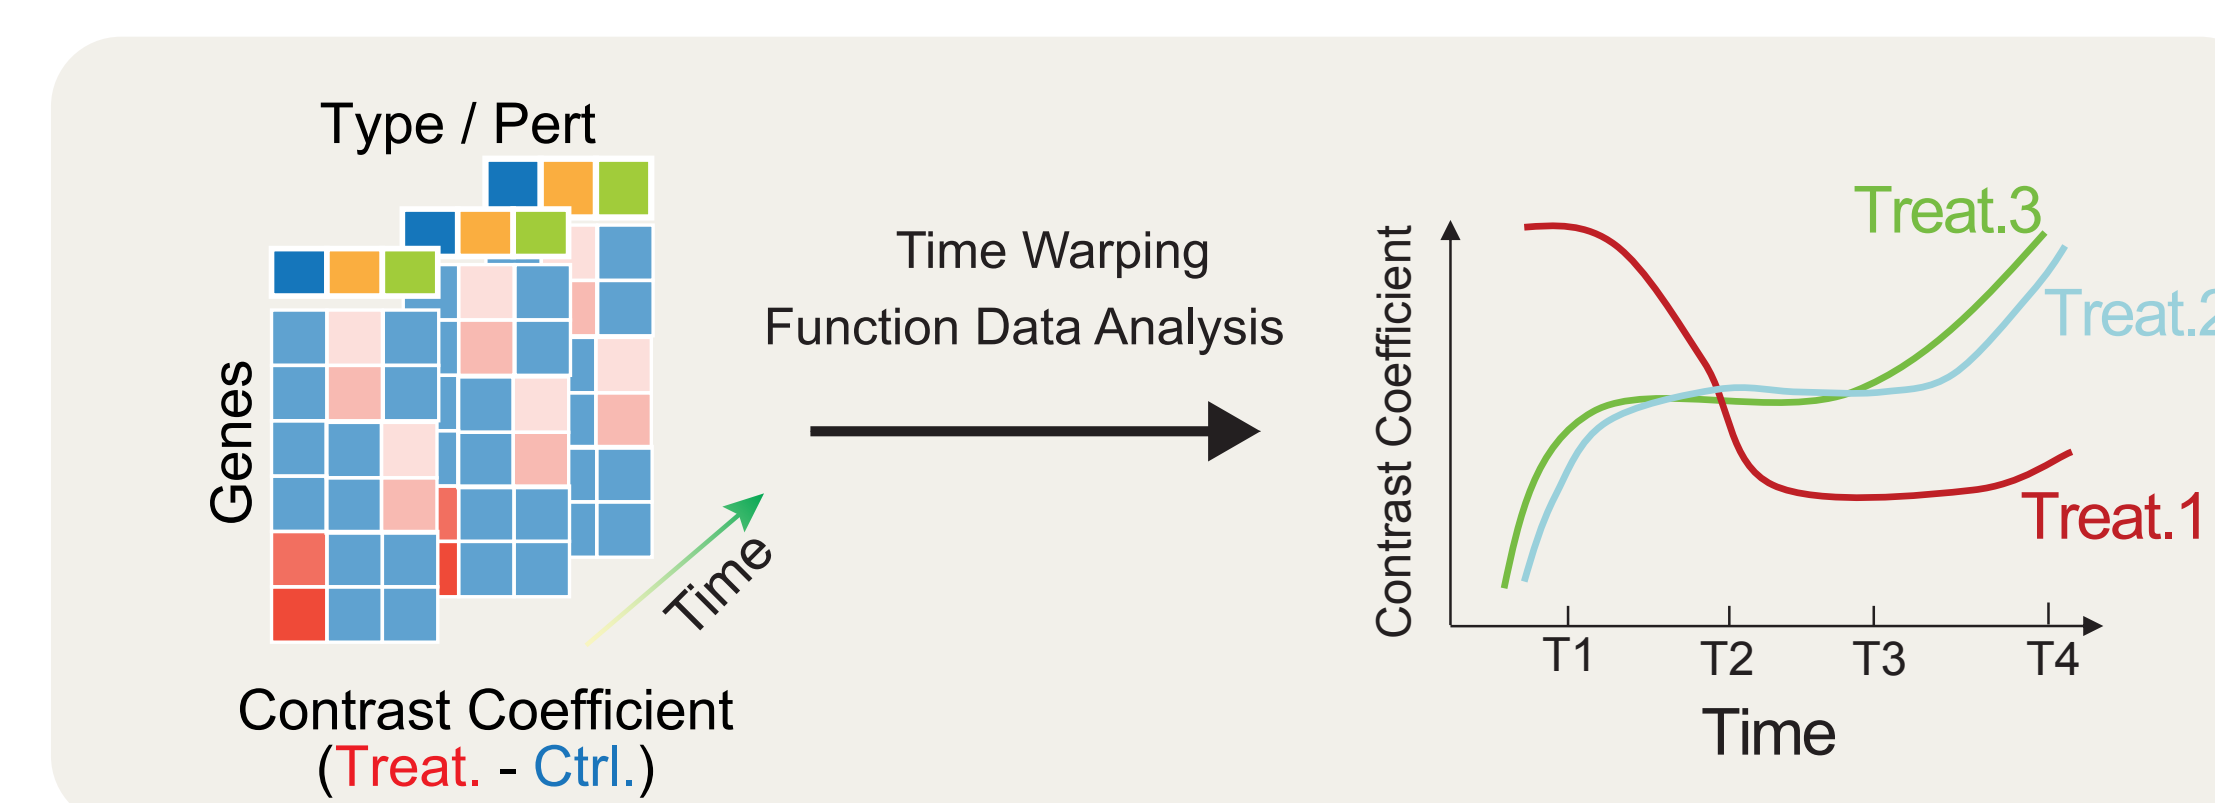 Type / Pert
Genes
Time
Contrast Coefficient
(Treat. - Ctrl.)
Time Warping
Function Data Analysis
Contrast Coefficient
Treat.3
Treat.2
Treat.1
T1 T2 T3 T4
Time